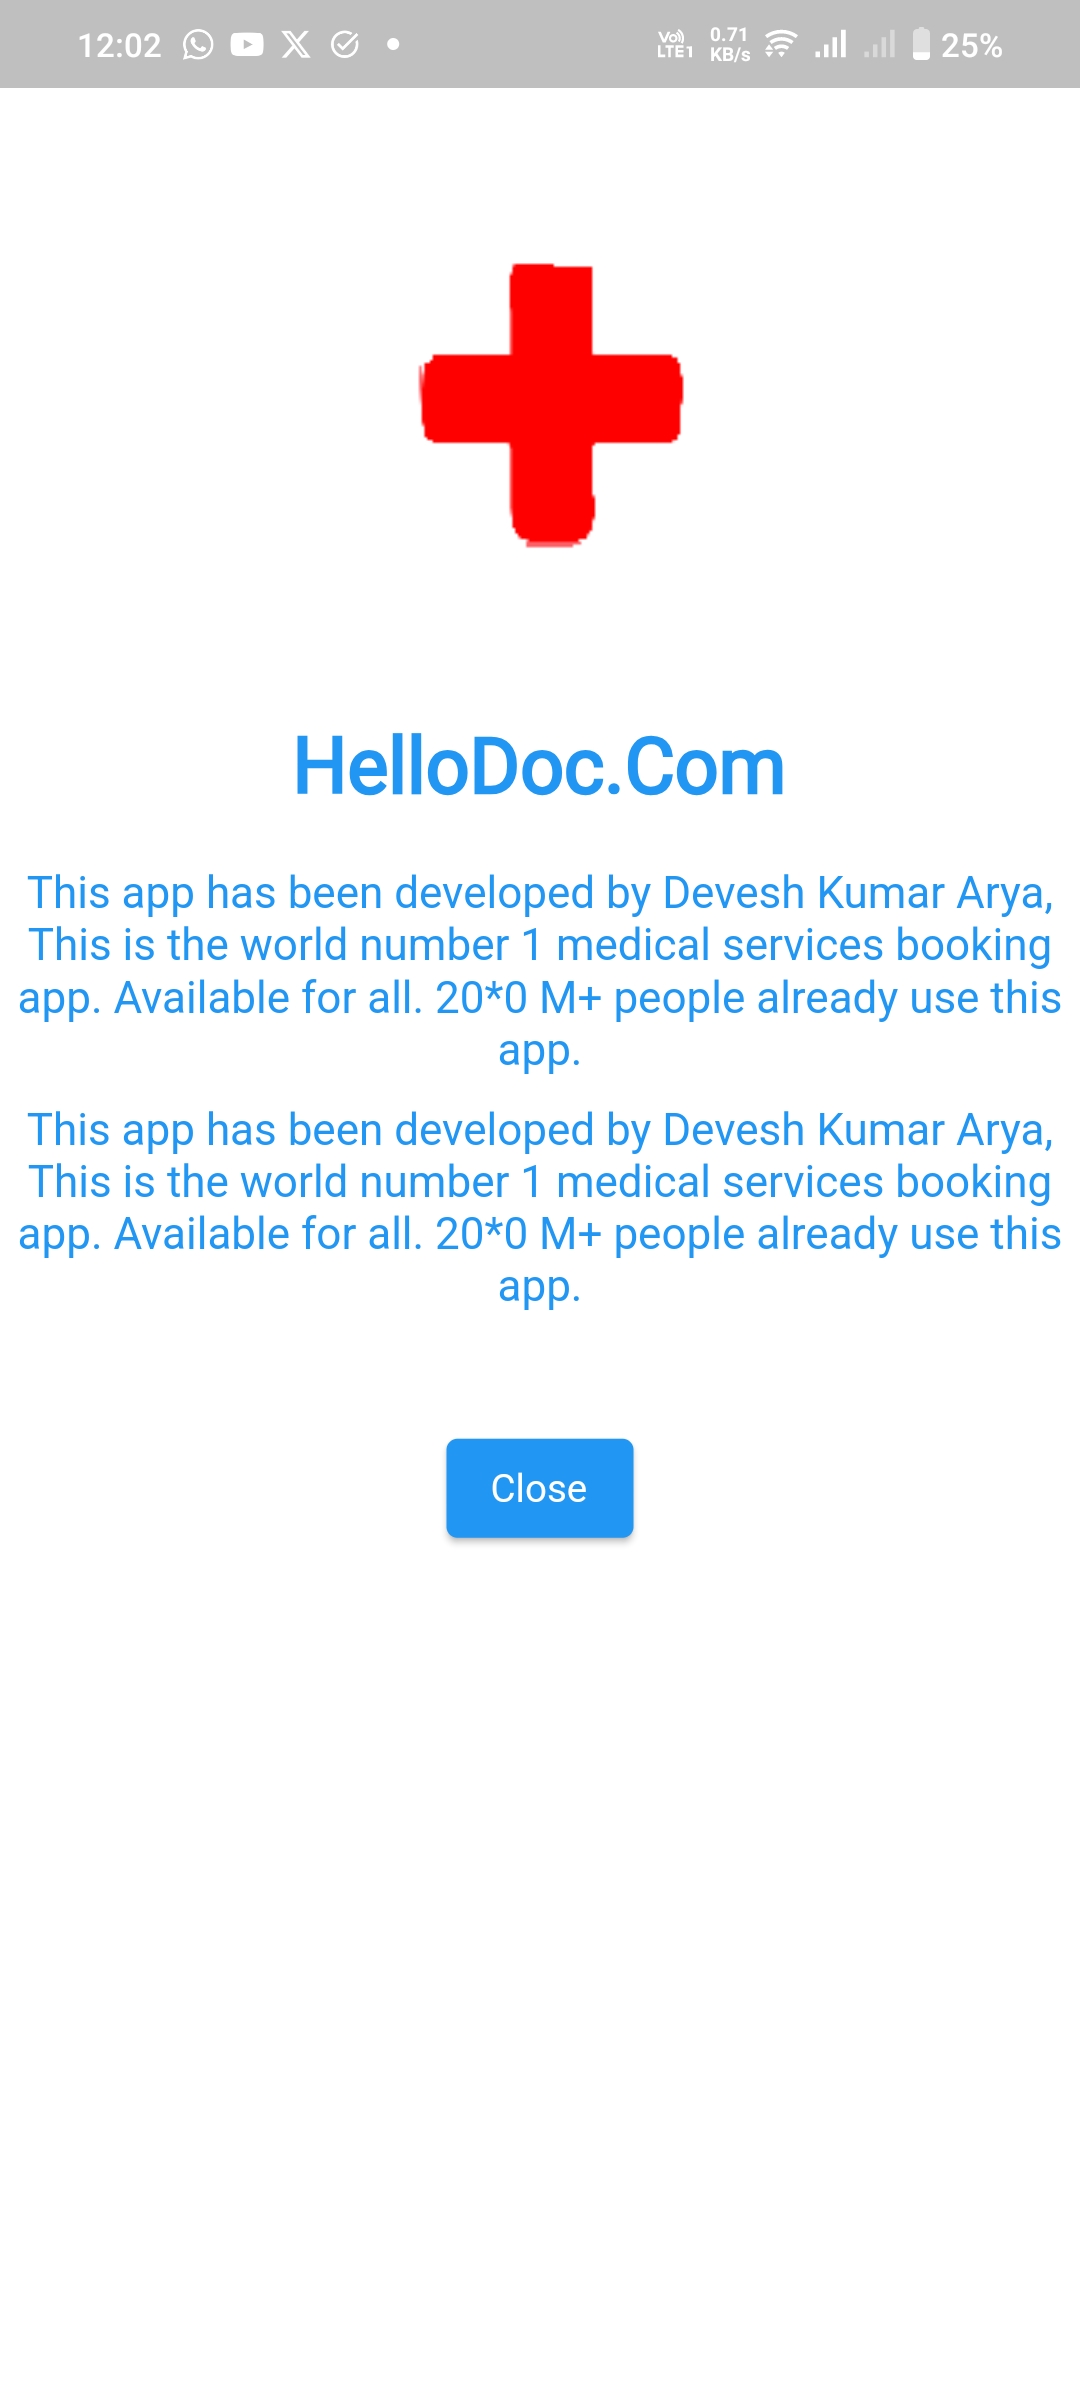 12:02
VoLTE1 0.71 KB/s 25%
HelloDoc.Com
This app has been developed by Devesh Kumar Arya,
This is the world number 1 medical services booking
app. Available for all. 20*0 M+ people already use this
app.
This app has been developed by Devesh Kumar Arya,
This is the world number 1 medical services booking
app. Available for all. 20*0 M+ people already use this
app.
Close